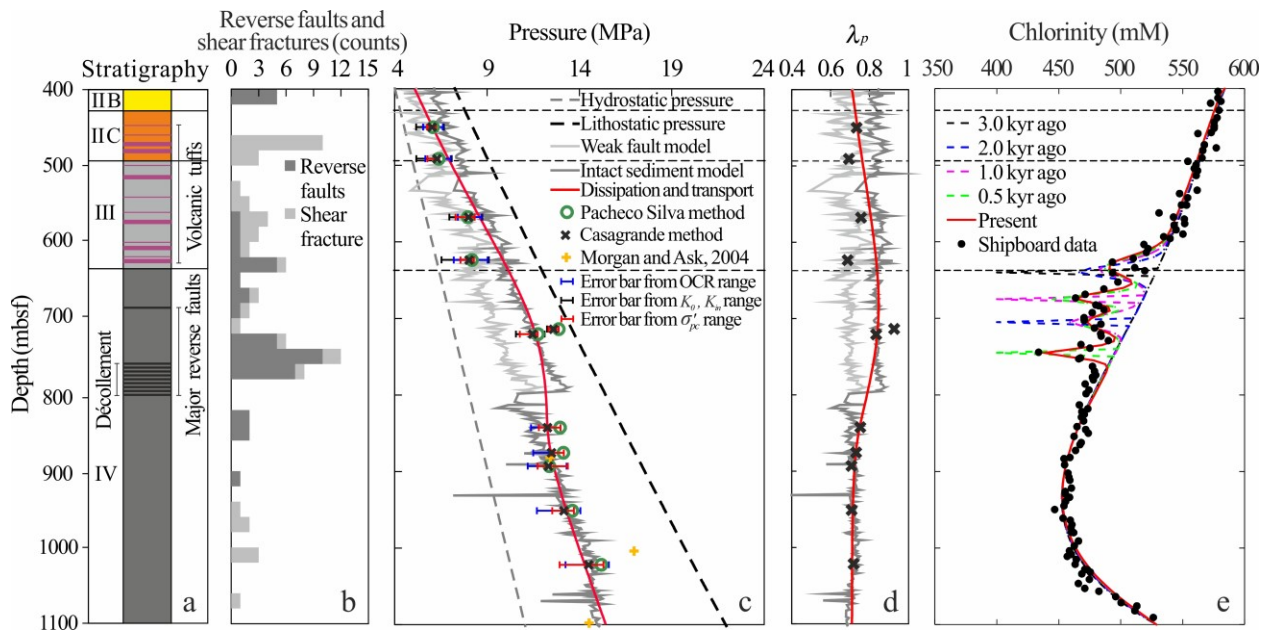 Reverse faults and
shear fractures (counts)
Pressure (MPa)
λp
Chlorinity (mM)
Stratigraphy
0 3 6 9 12 15
4 9 14 19 24
0.4 0.6 0.8 1
350 400 450 500 550 600
Depth (mbsf)
400
500
600
700
800
900
1000
1100
II B
II C
III
IV
Volcanic tuffs
Major reverse faults
Décollement
a
Reverse
faults
Shear
fracture
b
Hydrostatic pressure
Lithostatic pressure
Weak fault model
Intact sediment model
Dissipation and transport
Pacheco Silva method
Casagrande method
Morgan and Ask, 2004
Error bar from OCR range
Error bar from Ko, Kin range
Error bar from σ′pc range
c
d
3.0 kyr ago
2.0 kyr ago
1.0 kyr ago
0.5 kyr ago
Present
Shipboard data
e